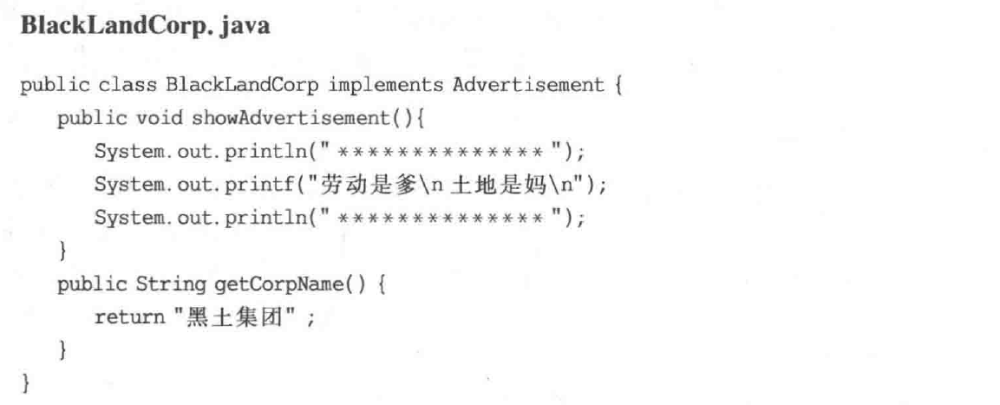 BlackLandCorp. java
public class BlackLandCorp implements Advertisement {
public void showAdvertisement(){
System. out. println(" ************** ");
System. out. printf("劳动是爹\n 土地是妈\n");
System. out. println(" ************** ");
}
public String getCorpName() {
return "黑土集团" ;
}
}